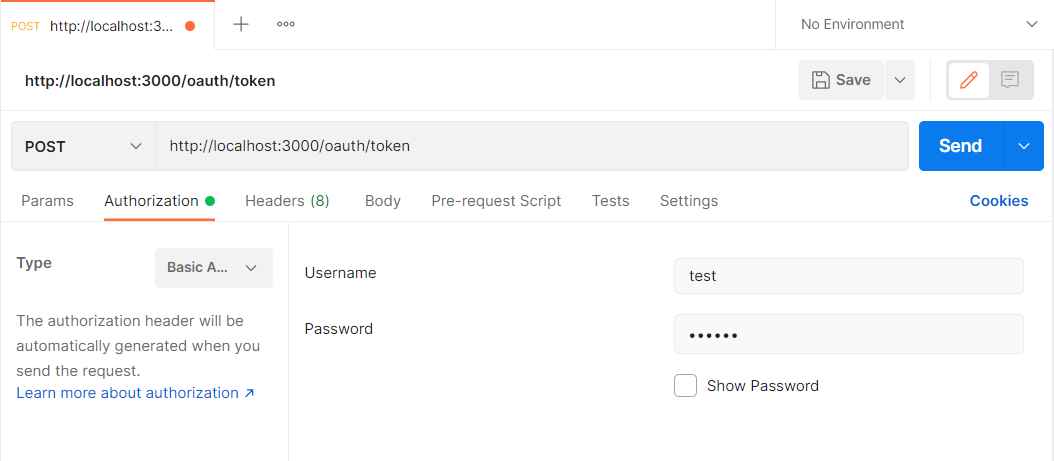 POST http://localhost:3... No Environment
http://localhost:3000/oauth/token Save
POST http://localhost:3000/oauth/token Send
Params Authorization Headers (8) Body Pre-request Script Tests Settings Cookies
Type Basic A...
The authorization header will be
automatically generated when you
send the request.
Learn more about authorization ↗
Username test
Password ••••••
Show Password